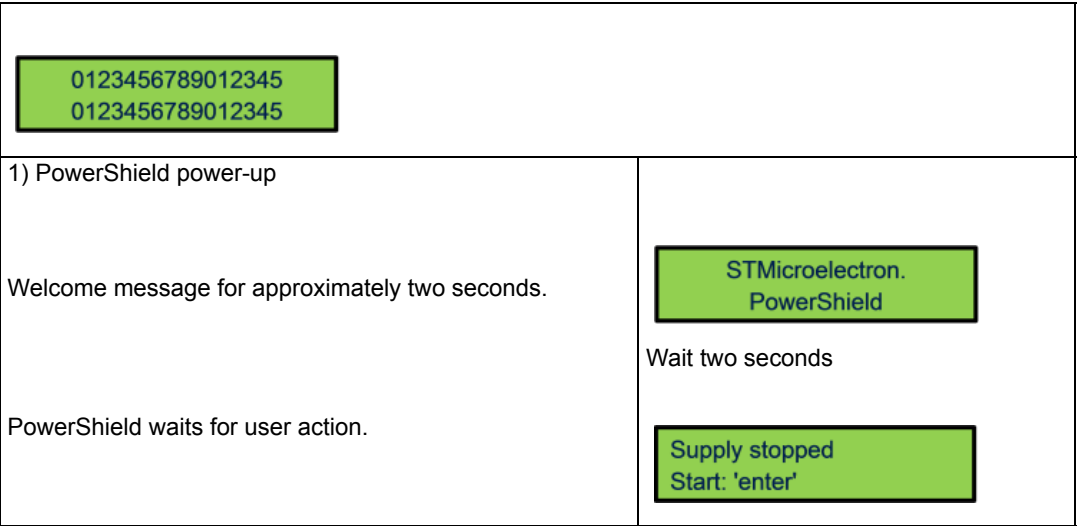 0123456789012345
0123456789012345
1) PowerShield power-up
Welcome message for approximately two seconds.
STMicroelectron.
PowerShield
Wait two seconds
PowerShield waits for user action.
Supply stopped
Start: 'enter'